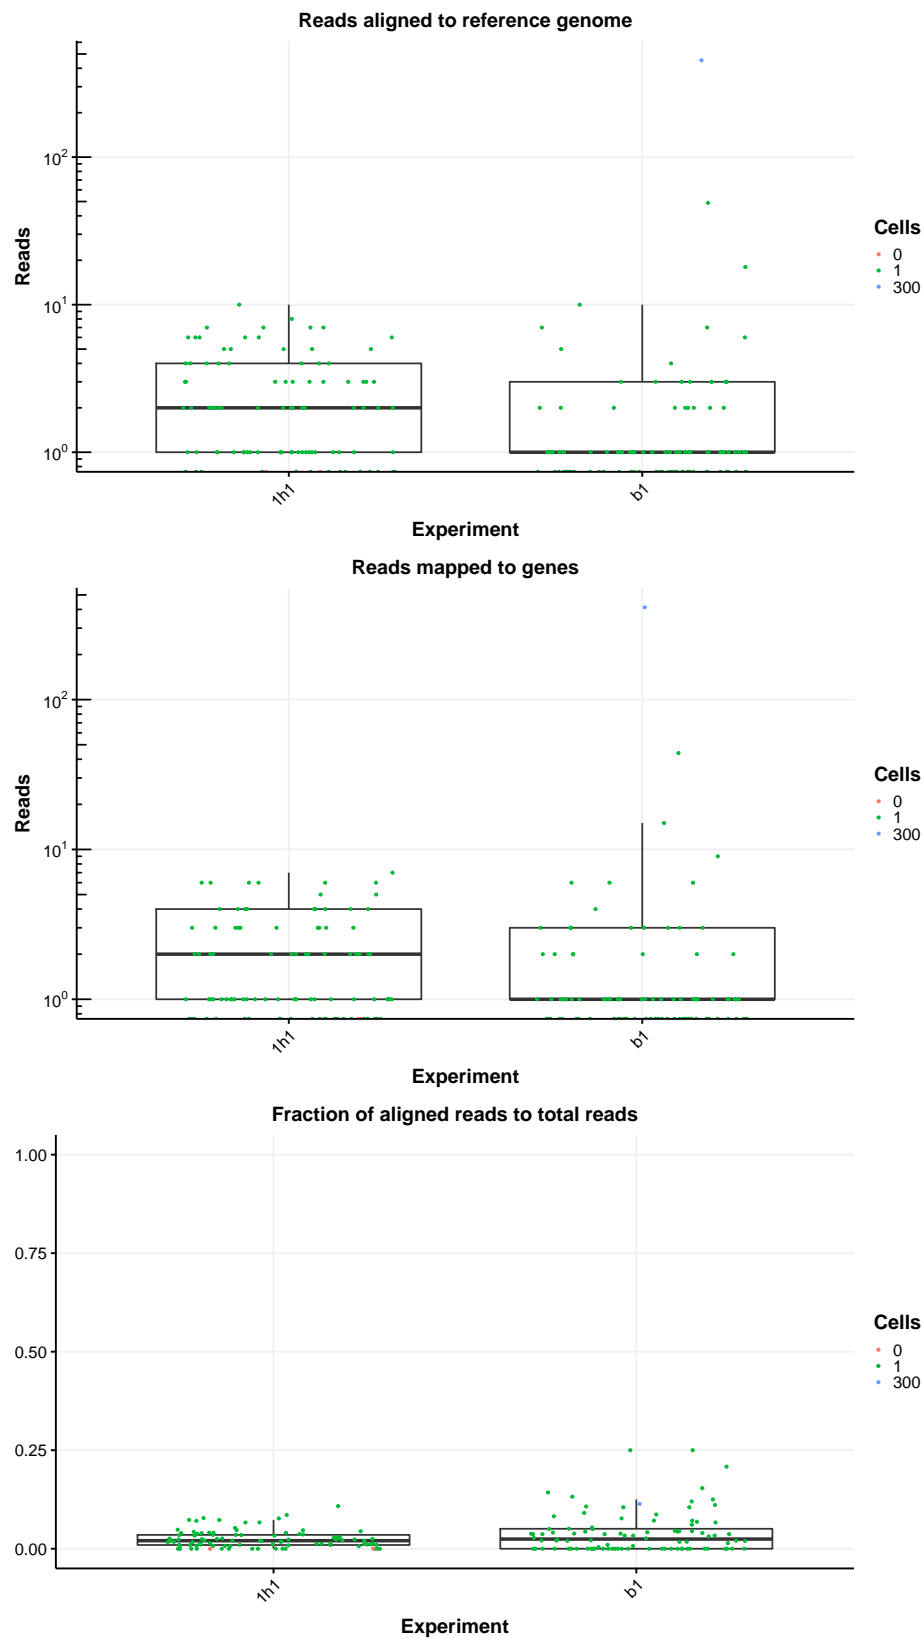 Reads aligned to reference genome
Reads
10²
10¹
10⁰
1h1
b1
Experiment
Cells
0
1
300
Reads mapped to genes
Reads
10²
10¹
10⁰
1h1
b1
Experiment
Cells
0
1
300
Fraction of aligned reads to total reads
1.00
0.75
0.50
0.25
0.00
1h1
b1
Experiment
Cells
0
1
300